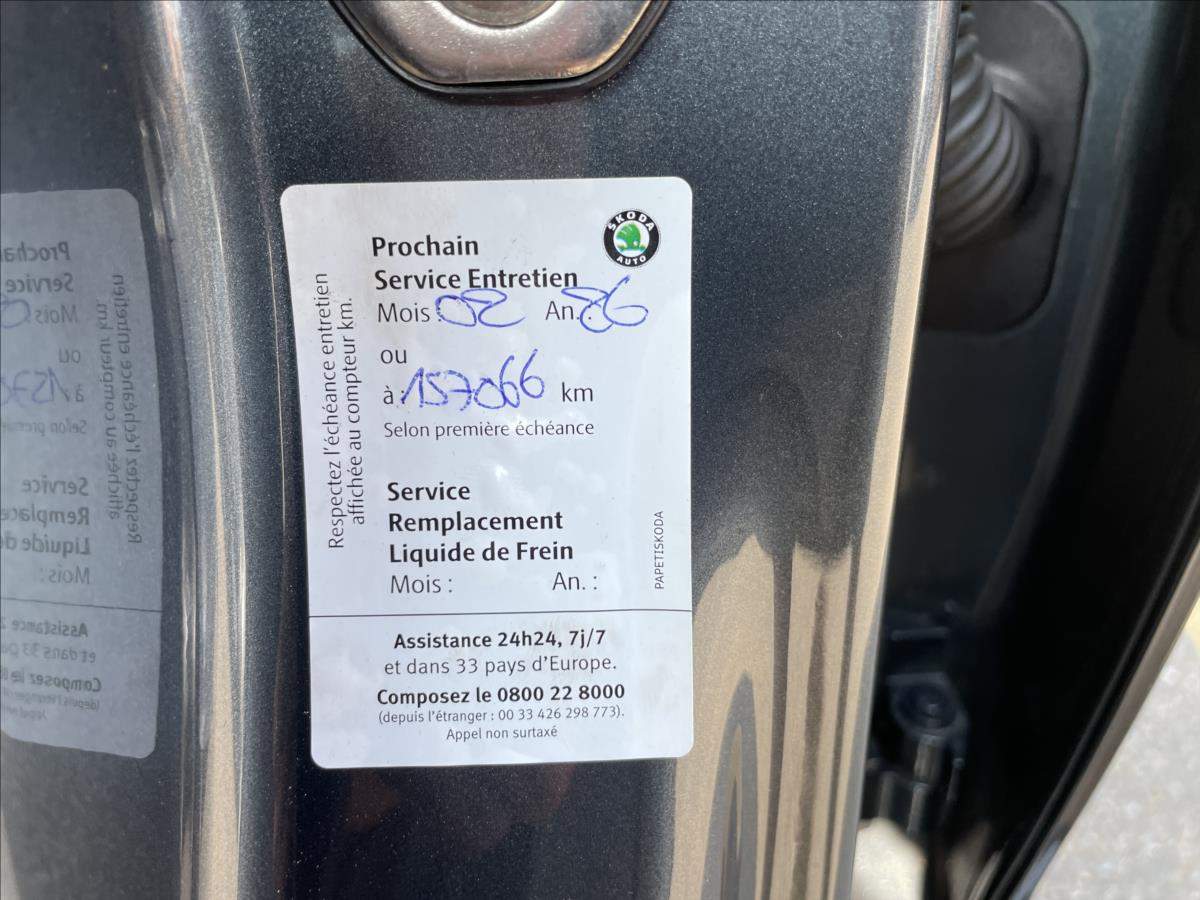 ŠKODA
AUTO
Prochain
Service Entretien
Mois : 02 An. : 26
ou
à : 157066 km
Selon première échéance
Respectez l'échéance entretien
affichée au compteur km.
Service
Remplacement
Liquide de Frein
Mois : An. :
PAPETISKODA
Assistance 24h24, 7j/7
et dans 33 pays d'Europe.
Composez le 0800 22 8000
(depuis l'étranger : 00 33 426 298 773).
Appel non surtaxé